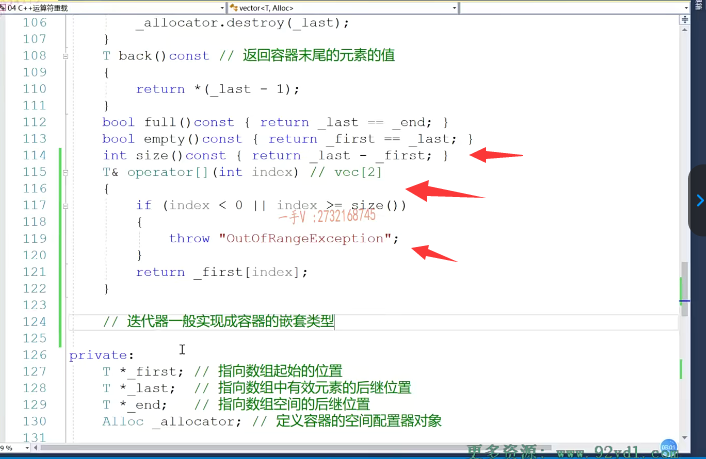 04 C++运算符重载
vector<T, Alloc>
106 _allocator.destroy(_last);
107 }
108 T back()const // 返回容器末尾的元素的值
109 {
110 return *(_last - 1);
111 }
112 bool full()const { return _last == _end; }
113 bool empty()const { return _first == _last; }
114 int size()const { return _last - _first; }
115 T& operator[](int index) // vec[2]
116 {
117 if (index < 0 || index >= size())
一手V :2732168745
118 {
119 throw "OutOfRangeException";
120 }
121 return _first[index];
122 }
123
124 // 迭代器一般实现成容器的嵌套类型
125
126 private:
127 T *_first; // 指向数组起始的位置
128 T *_last; // 指向数组中有效元素的后继位置
129 T *_end; // 指向数组空间的后继位置
130 Alloc _allocator; // 定义容器的空间配置器对象
131
更多资源：www.92vdl.com